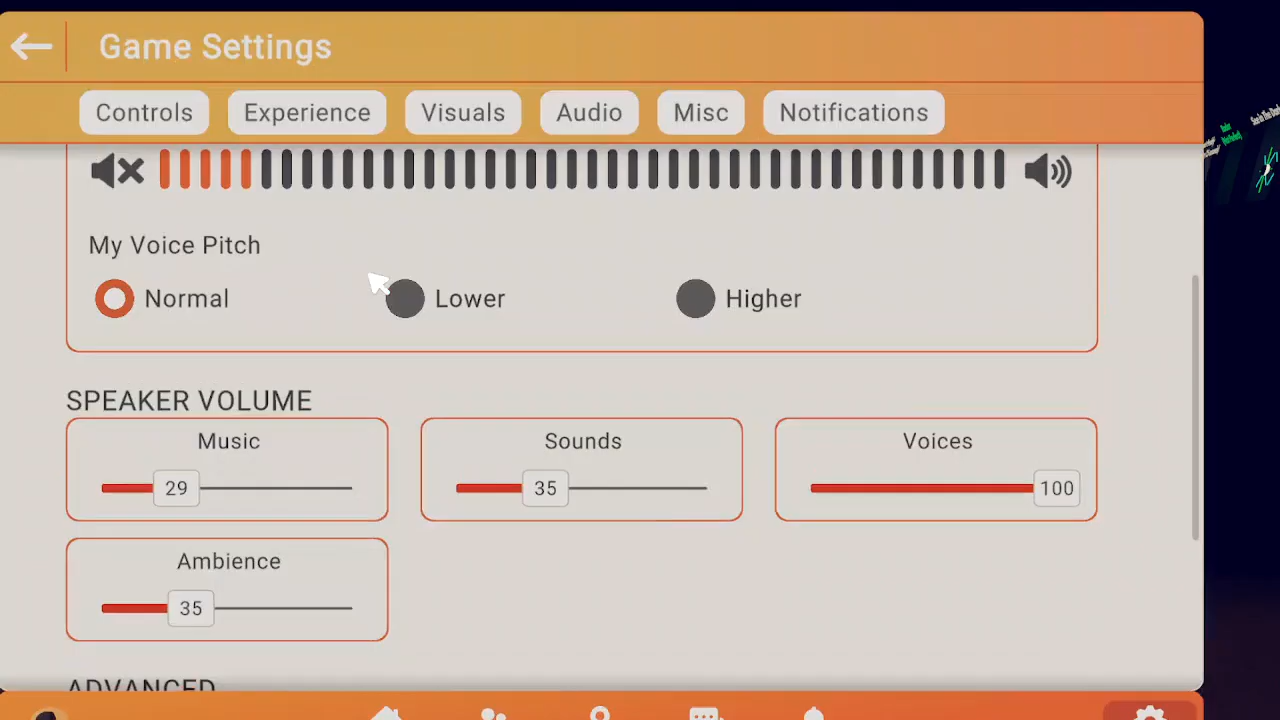 Game Settings
Controls
Experience
Visuals
Audio
Misc
Notifications
My Voice Pitch
Normal
Lower
Higher
SPEAKER VOLUME
Music
Sounds
Voices
29
35
100
Ambience
35
ADVANCED